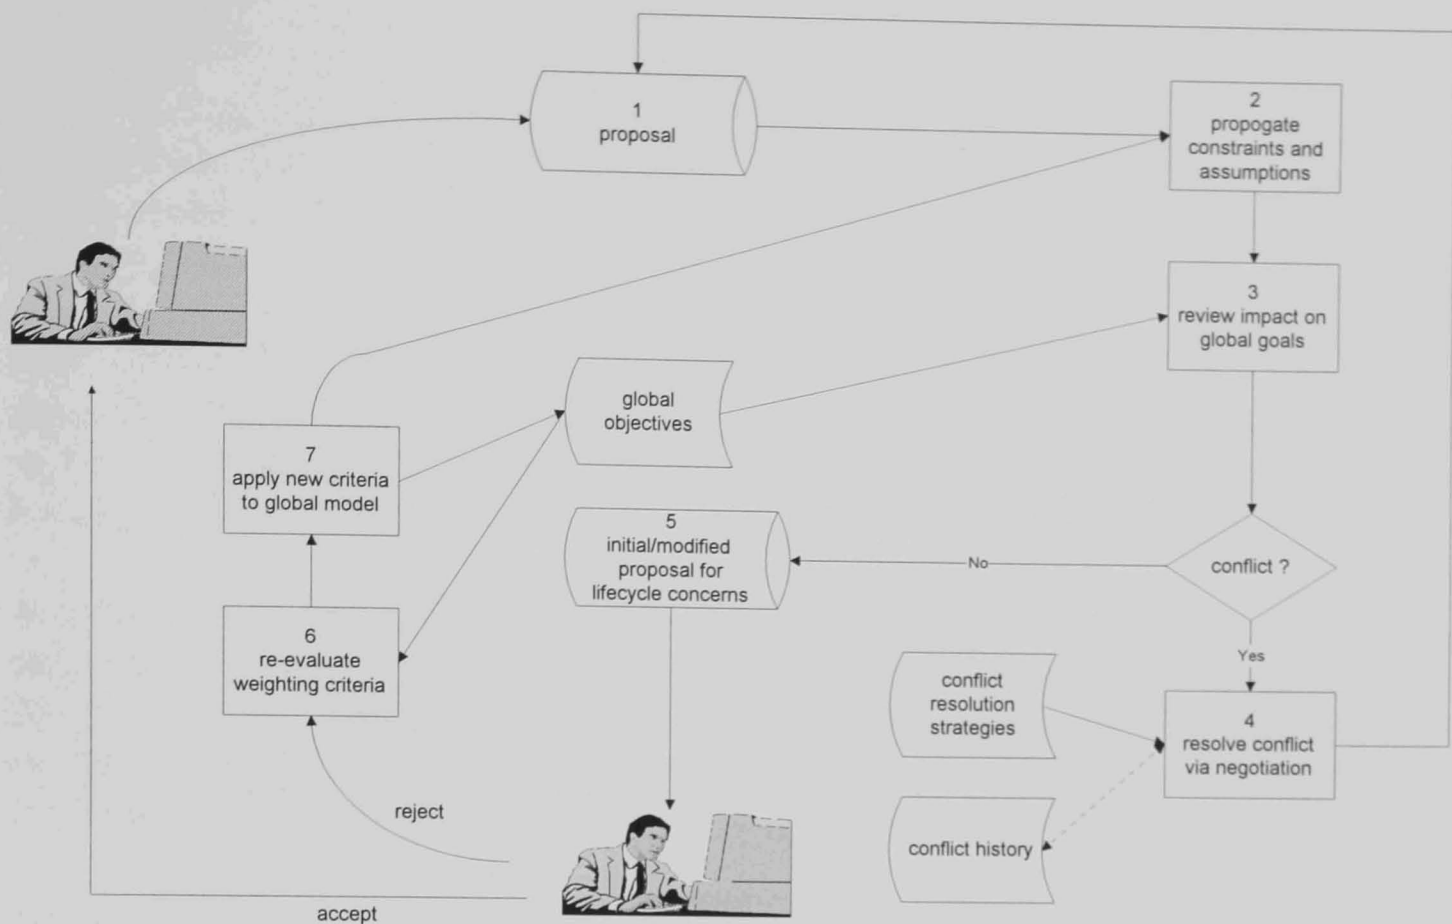 1
proposal
2
propogate
constraints and
assumptions
3
review impact on
global goals
global
objectives
7
apply new criteria
to global model
5
initial/modified
proposal for
lifecycle concerns
No
conflict ?
Yes
6
re-evaluate
weighting criteria
conflict
resolution
strategies
4
resolve conflict
via negotiation
reject
conflict history
accept